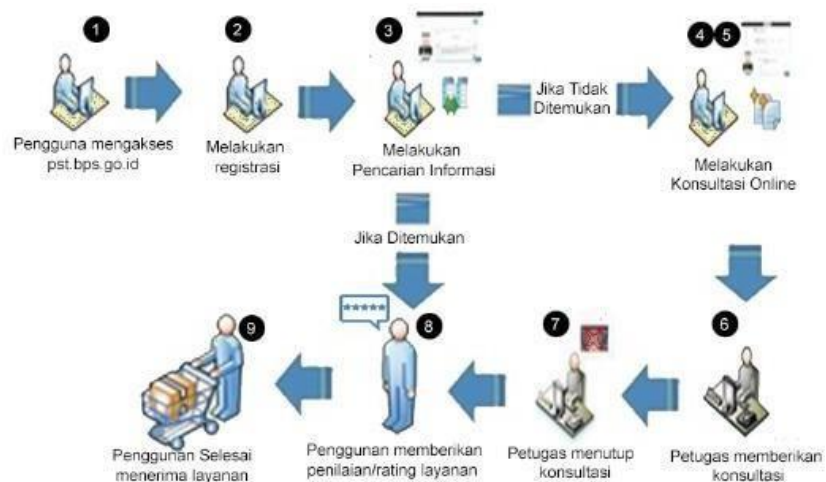 1
Pengguna mengakses
pst.bps.go.id
2
Melakukan
registrasi
3
Melakukan
Pencarian Informasi
Jika Tidak
Ditemukan
4 5
Melakukan
Konsultasi Online
Jika Ditemukan
6
Petugas memberikan
konsultasi
7
Petugas menutup
konsultasi
8
Penggunan memberikan
penilaian/rating layanan
9
Penggunan Selesai
menerima layanan